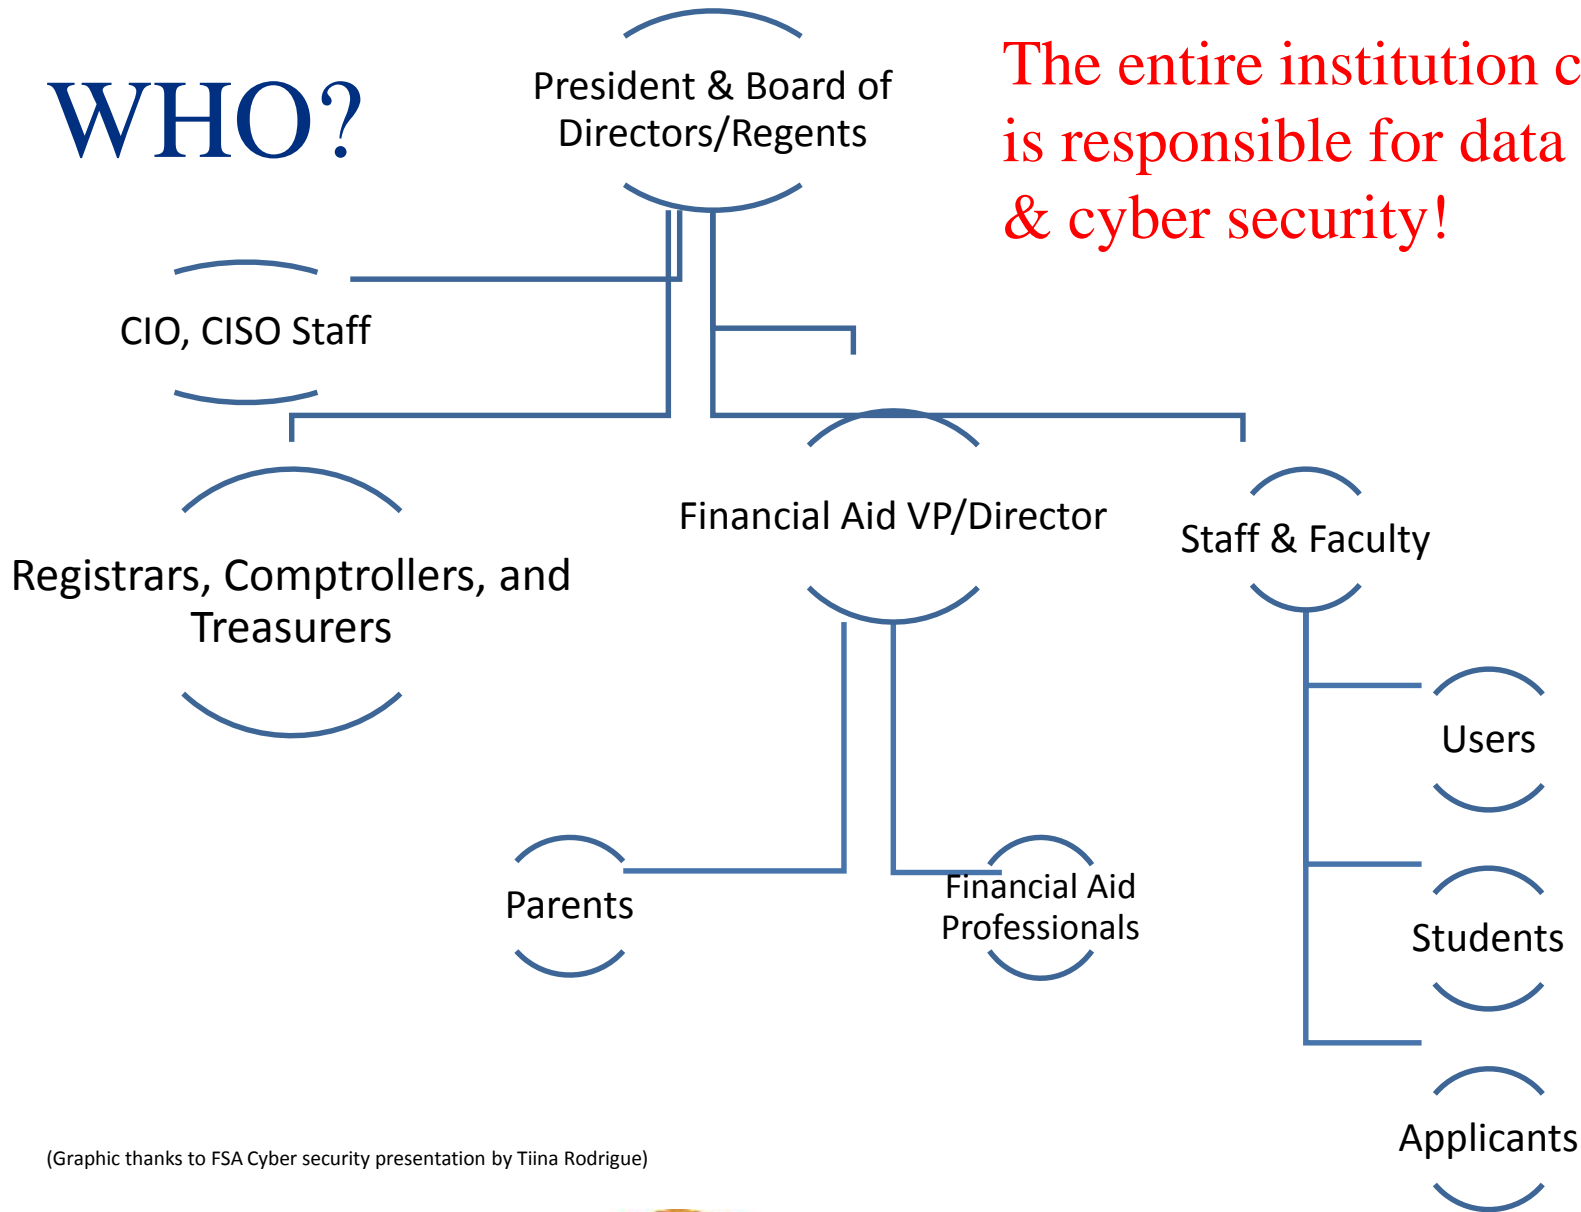 WHO?
President & Board of
Directors/Regents
The entire institution c
is responsible for data
& cyber security!
CIO, CISO Staff
Registrars, Comptrollers, and
Treasurers
Financial Aid VP/Director
Staff & Faculty
Users
Parents
Financial Aid
Professionals
Students
Applicants
(Graphic thanks to FSA Cyber security presentation by Tiina Rodrigue)